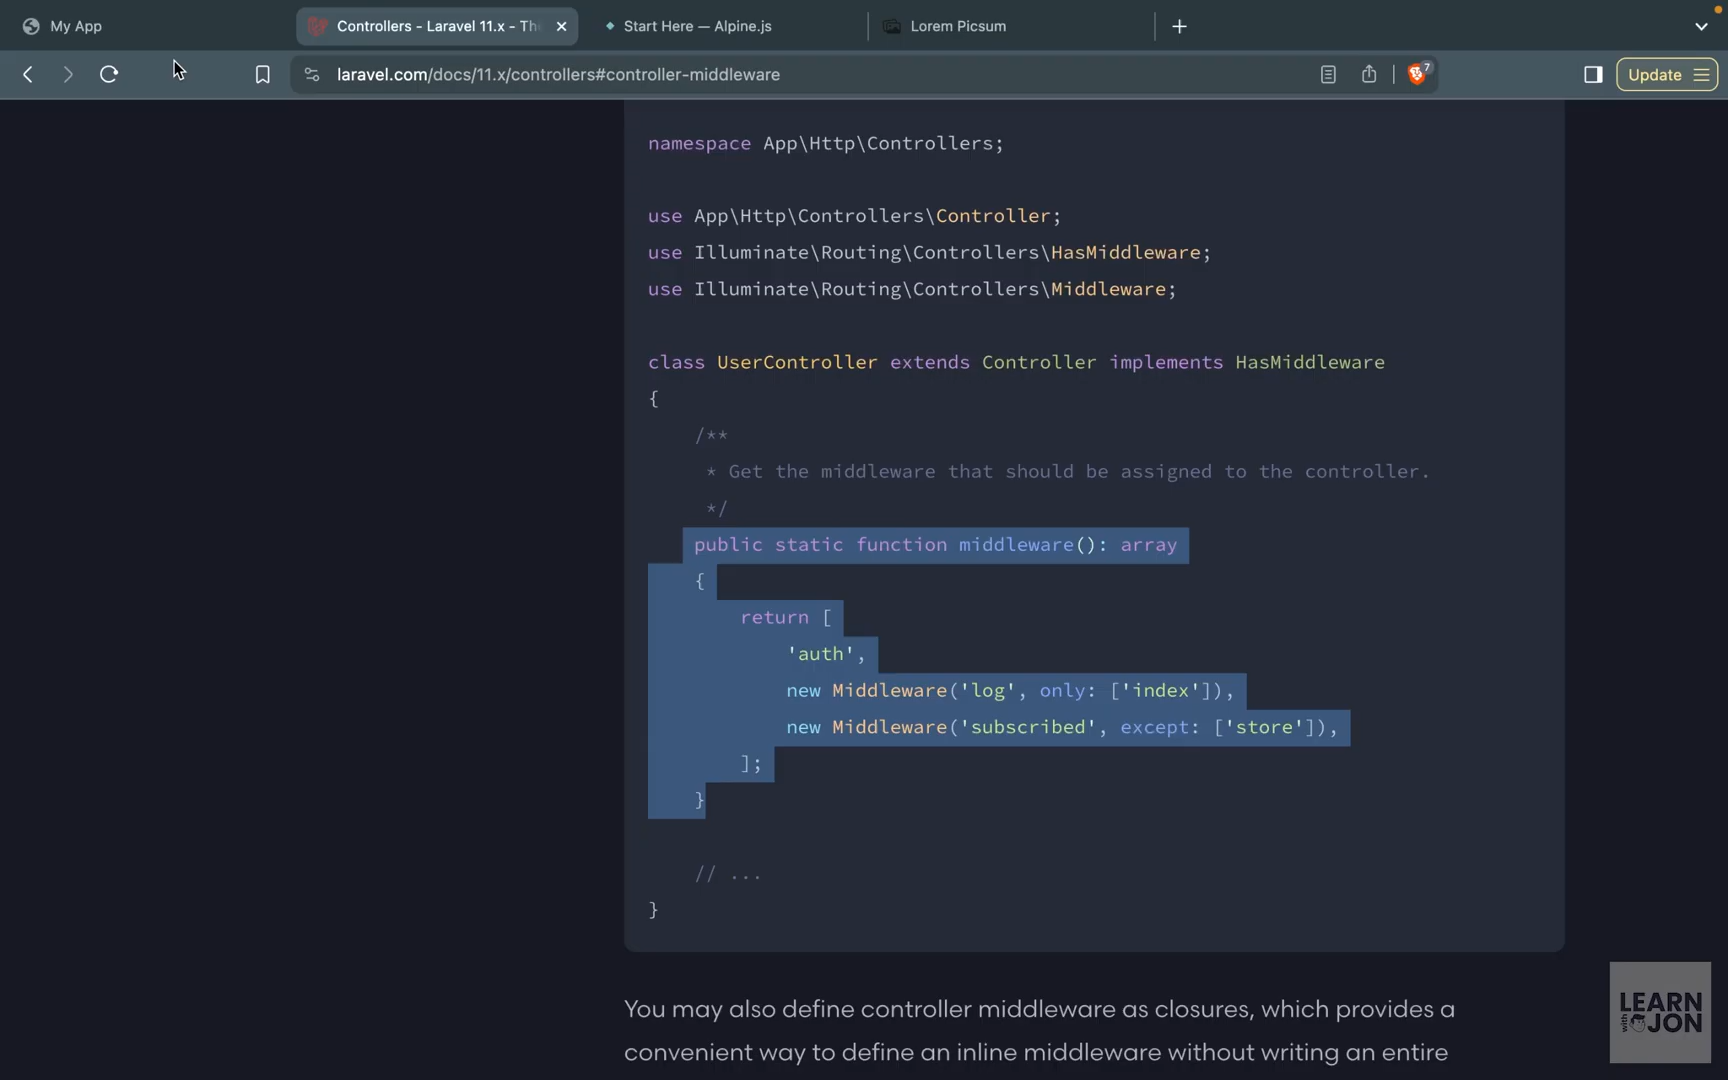 My App
Controllers - Laravel 11.x - Th
Start Here — Alpine.js
Lorem Picsum
laravel.com/docs/11.x/controllers#controller-middleware
7
Update
namespace App\Http\Controllers;
use App\Http\Controllers\Controller;
use Illuminate\Routing\Controllers\HasMiddleware;
use Illuminate\Routing\Controllers\Middleware;
class UserController extends Controller implements HasMiddleware
{
/**
* Get the middleware that should be assigned to the controller.
*/
public static function middleware(): array
{
return [
'auth',
new Middleware('log', only: ['index']),
new Middleware('subscribed', except: ['store']),
];
}
// ...
}
You may also define controller middleware as closures, which provides a
convenient way to define an inline middleware without writing an entire
LEARN
with JON